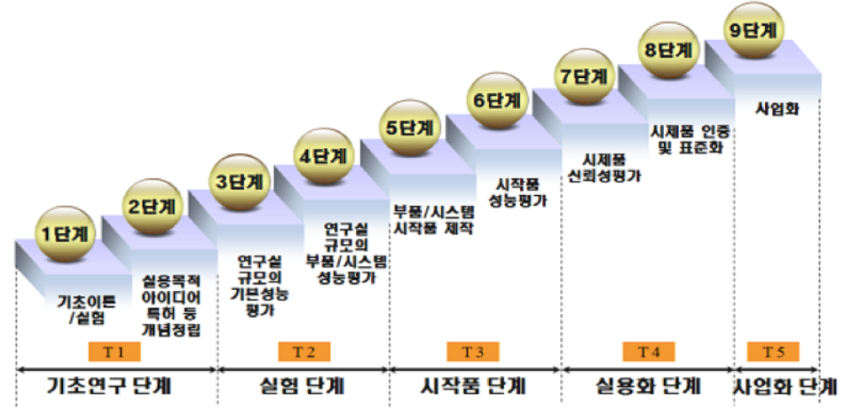 1단계
2단계
3단계
4단계
5단계
6단계
7단계
8단계
9단계
기초이론
/실험
실용목적
아이디어
특허 등
개념정립
연구실
규모의
기본성능
평가
연구실
규모의
부품/시스템
성능평가
부품/시스템
시작품 제작
시작품
성능평가
시제품
신뢰성평가
시제품 인증
및 표준화
사업화
T 1
T 2
T 3
T 4
T 5
기초연구 단계
실험 단계
시작품 단계
실용화 단계
사업화 단계